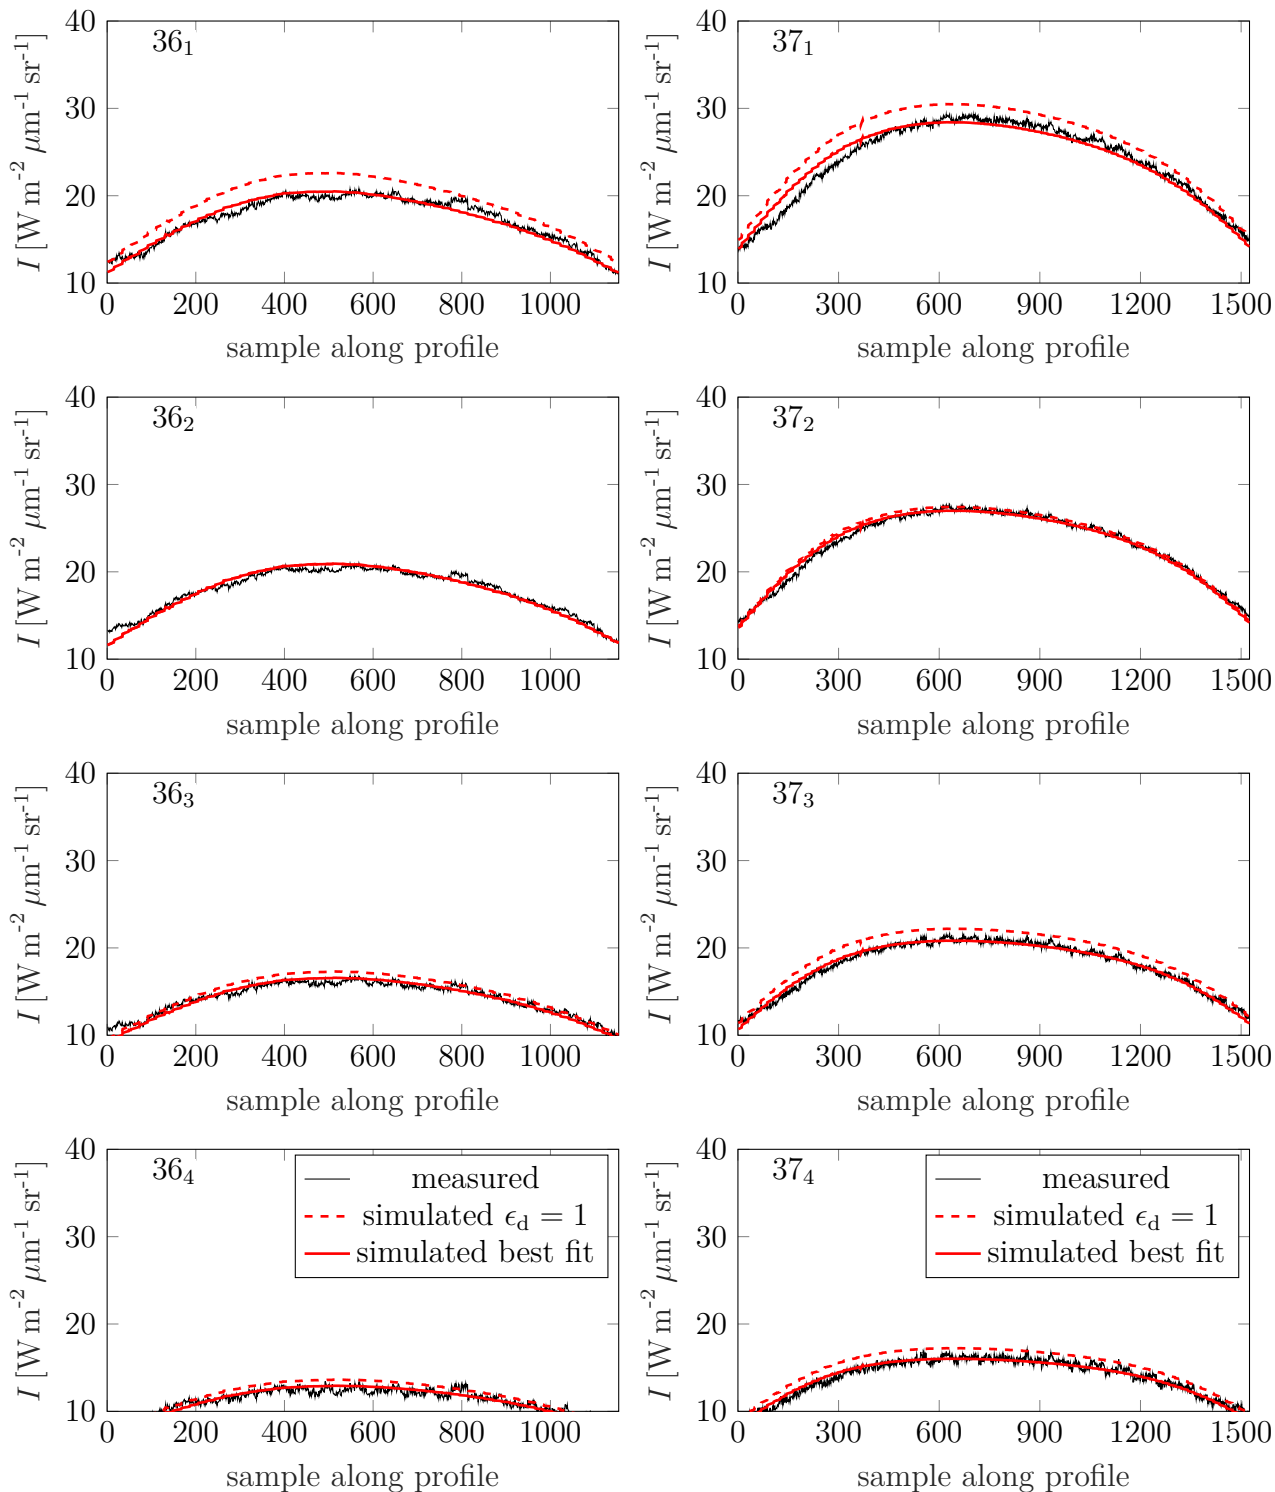 40
30
20
10
I [W m-2 μm-1 sr-1]
36₁
0 200 400 600 800 1000
sample along profile
40
30
20
10
I [W m-2 μm-1 sr-1]
37₁
0 300 600 900 1200 1500
sample along profile
40
30
20
10
I [W m-2 μm-1 sr-1]
36₂
0 200 400 600 800 1000
sample along profile
40
30
20
10
I [W m-2 μm-1 sr-1]
37₂
0 300 600 900 1200 1500
sample along profile
40
30
20
10
I [W m-2 μm-1 sr-1]
36₃
0 200 400 600 800 1000
sample along profile
40
30
20
10
I [W m-2 μm-1 sr-1]
37₃
0 300 600 900 1200 1500
sample along profile
40
30
20
10
I [W m-2 μm-1 sr-1]
36₄
measured
simulated ϵd = 1
simulated best fit
0 200 400 600 800 1000
sample along profile
40
30
20
10
I [W m-2 μm-1 sr-1]
37₄
measured
simulated ϵd = 1
simulated best fit
0 300 600 900 1200 1500
sample along profile